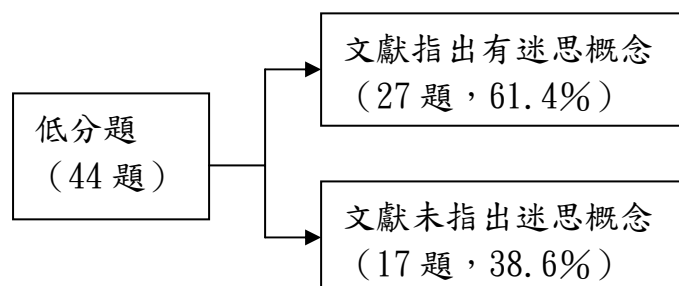 低分題
（44 題）
文獻指出有迷思概念
（27 題，61.4％）
文獻未指出迷思概念
（17 題，38.6％）